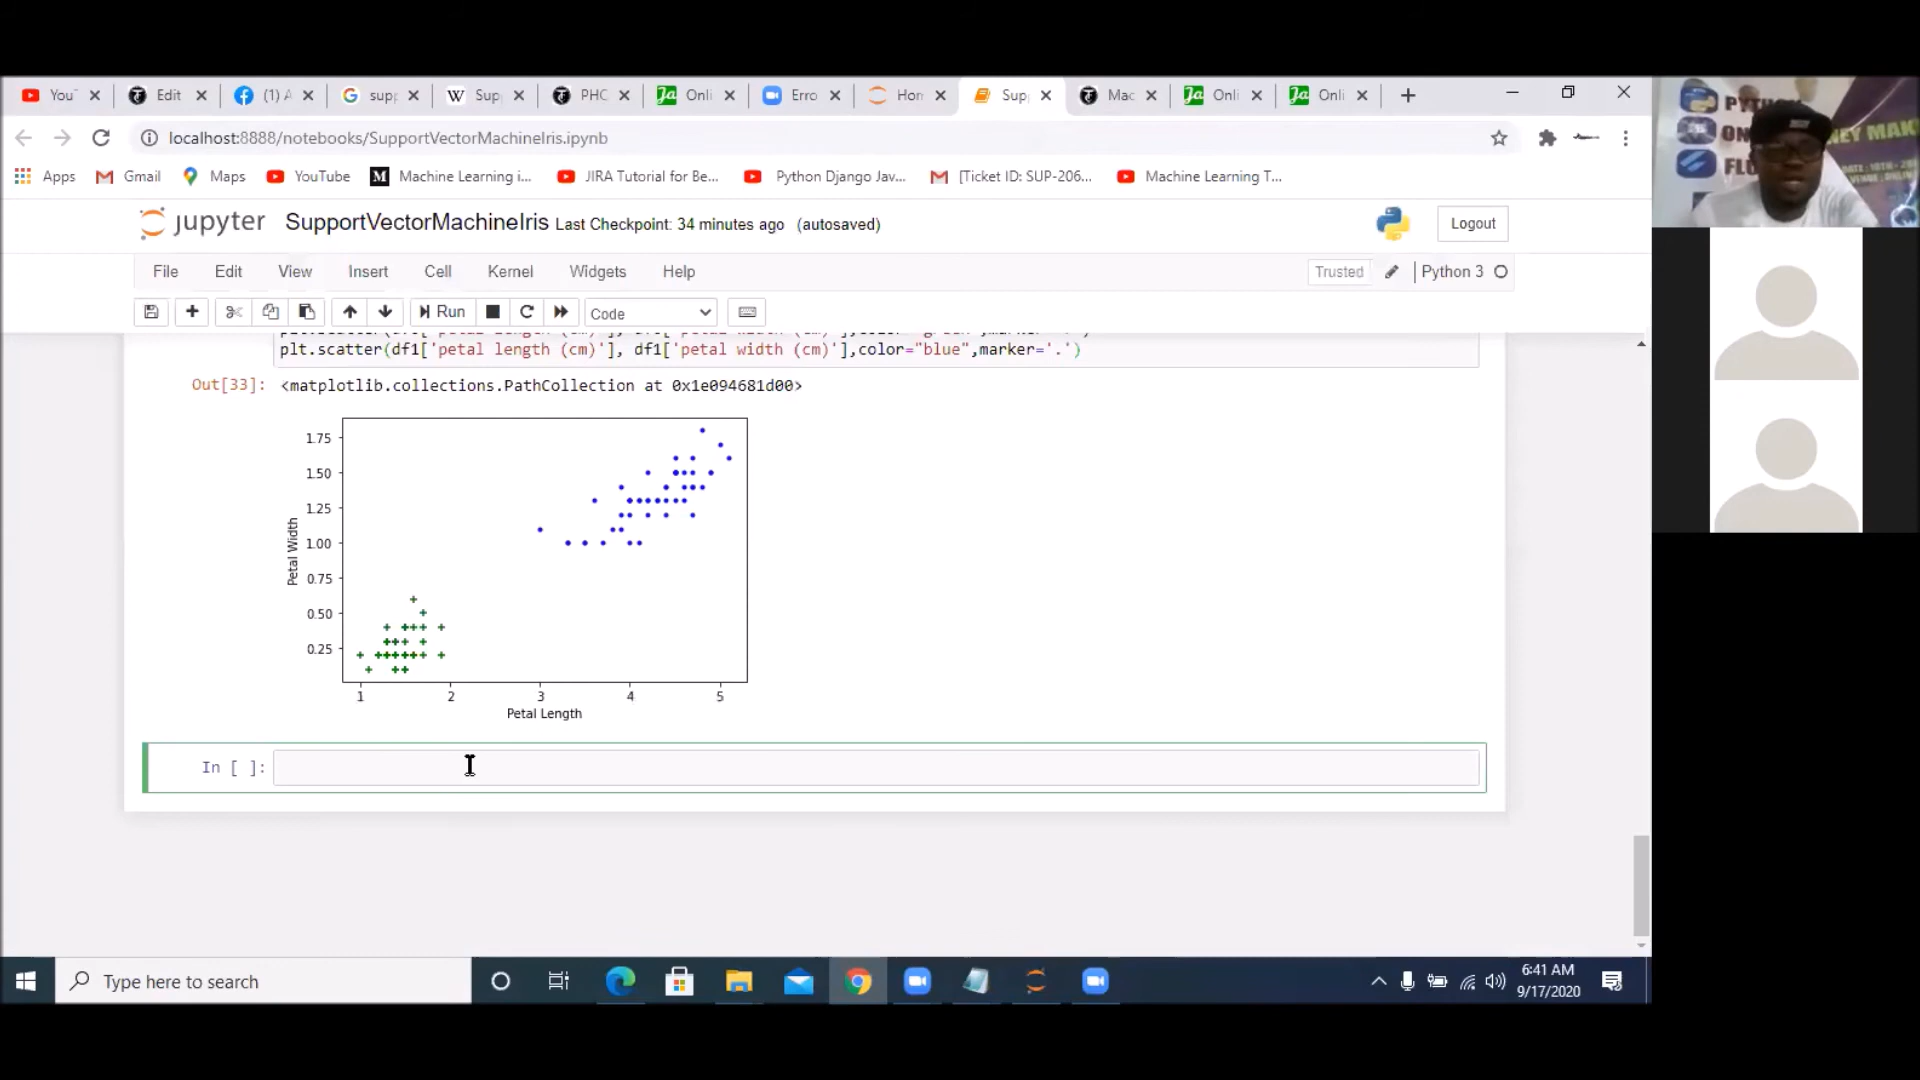 You
Edit
(1) A
supp
Sup
PHC
Onli
Erro
Hon
Sup
Mac
Onli
Onli
localhost:8888/notebooks/SupportVectorMachineIris.ipynb
Apps
Gmail
Maps
YouTube
Machine Learning i...
JIRA Tutorial for Be...
Python Django Jav...
[Ticket ID: SUP-206...
Machine Learning T...
jupyter SupportVectorMachineIris Last Checkpoint: 34 minutes ago (autosaved)
Logout
File Edit View Insert Cell Kernel Widgets Help
Trusted
Python 3
Run
Code
plt.scatter(df1['petal length (cm)'], df1['petal width (cm)'],color="blue",marker='.')
Out[33]: <matplotlib.collections.PathCollection at 0x1e094681d00>
1.75
1.50
1.25
1.00
0.75
0.50
0.25
Petal Width
1 2 3 4 5
Petal Length
In [ ]:
Type here to search
6:41 AM
9/17/2020